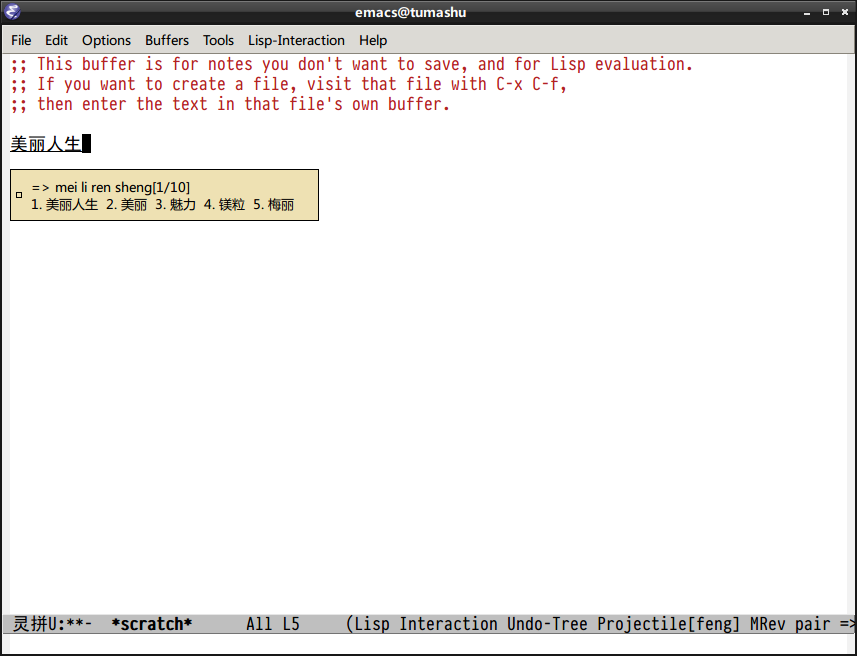 emacs@tumashu
File Edit Options Buffers Tools Lisp-Interaction Help
;; This buffer is for notes you don't want to save, and for Lisp evaluation.
;; If you want to create a file, visit that file with C-x C-f,
;; then enter the text in that file's own buffer.
美丽人生
=> mei li ren sheng[1/10]
1. 美丽人生 2. 美丽 3. 魅力 4. 镁粒 5. 梅丽
灵拼U:**- *scratch* All L5 (Lisp Interaction Undo-Tree Projectile[feng] MRev pair =>